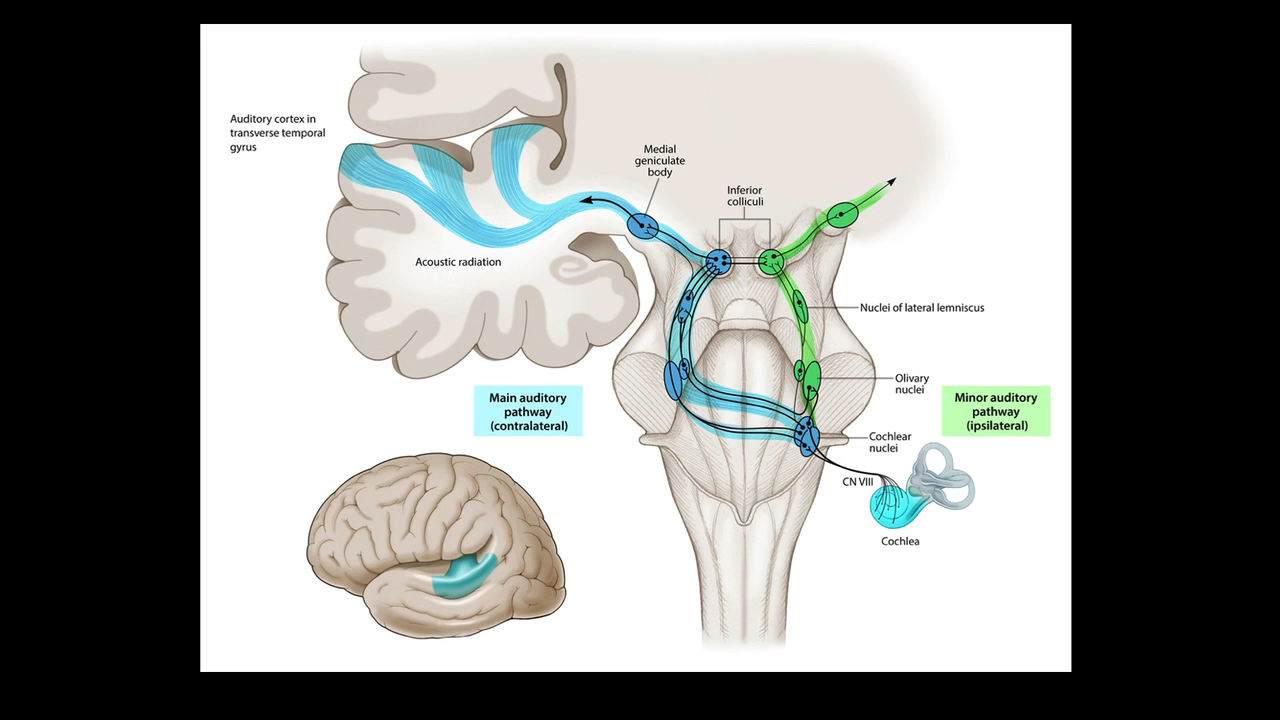 Auditory cortex in
transverse temporal
gyrus
Medial
geniculate
body
Inferior
colliculi
Acoustic radiation
Nuclei of lateral lemniscus
Olivary
nuclei
Main auditory
pathway
(contralateral)
Minor auditory
pathway
(ipsilateral)
Cochlear
nuclei
CN VIII
Cochlea